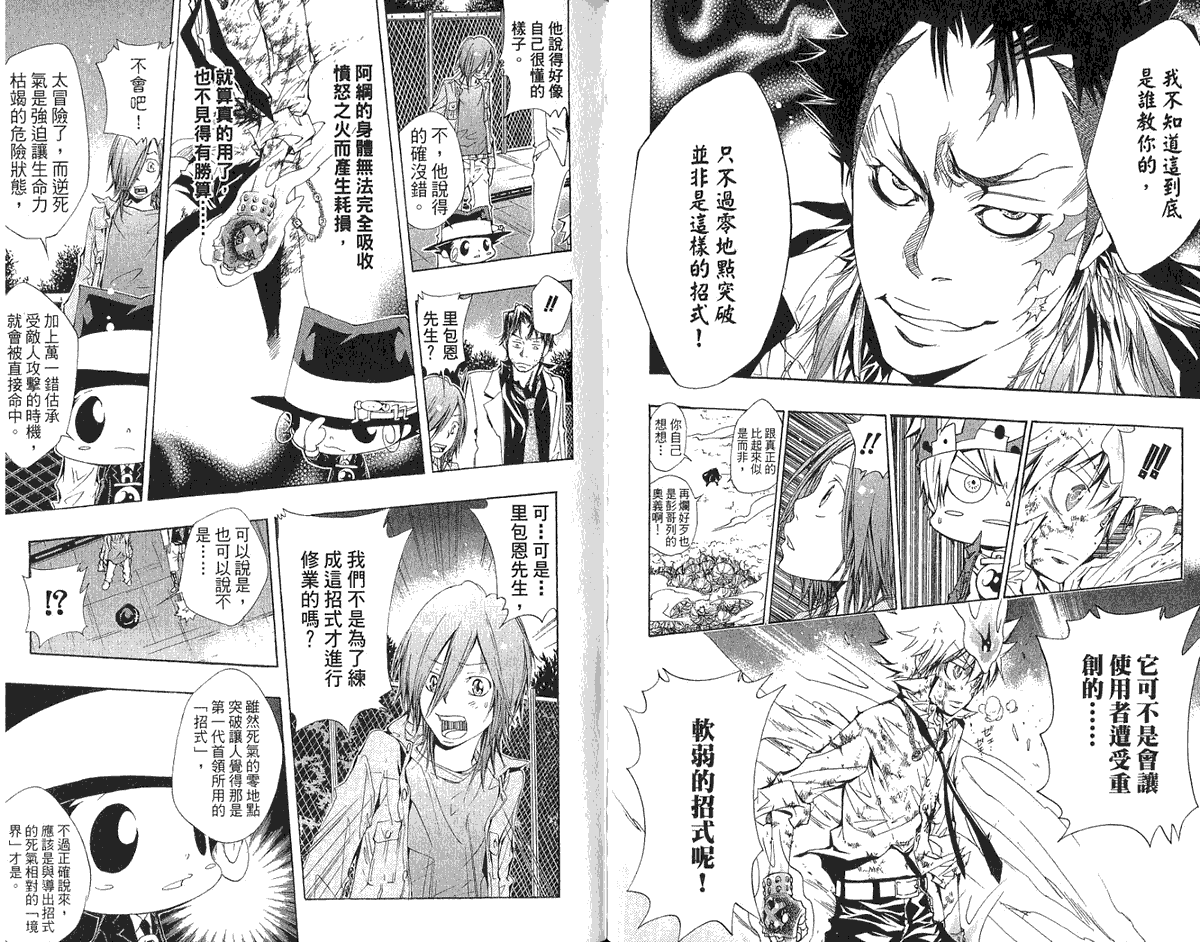 我不知道這到底
是誰教你的，
只不過零地點突破
並非是這樣的招式！
!!
!!
跟真正的
比起來似
是而非，
你自己
想想…
再爛好歹也
是彭哥列的
奧義啊！
它可不是會讓
使用者遭受重
創的……
軟弱的招式呢！
他說得好像
自己很懂的
樣子。
不，他說得
的確沒錯。
!!
里包恩
先生？
阿綱的身體無法完全吸收
憤怒之火而產生耗損，
就算真的用了，
也不見得有勝算……
不會吧！
太冒險了，而逆死
氣是強迫讓生命力
枯竭的危險狀態，
加上萬一錯估承
受敵人攻擊的時機，
就會被直接命中。
可…可是…
里包恩先生，
我們不是為了練
成這招式才進行
修業的嗎？
可以說是，
也可以說不
是……
!?
雖然死氣的零地點
突破讓人覺得那是
第一代首領所用的
「招式」，
不過正確說來，
應該是與導出招式
的死氣相對的「境
界」才是。